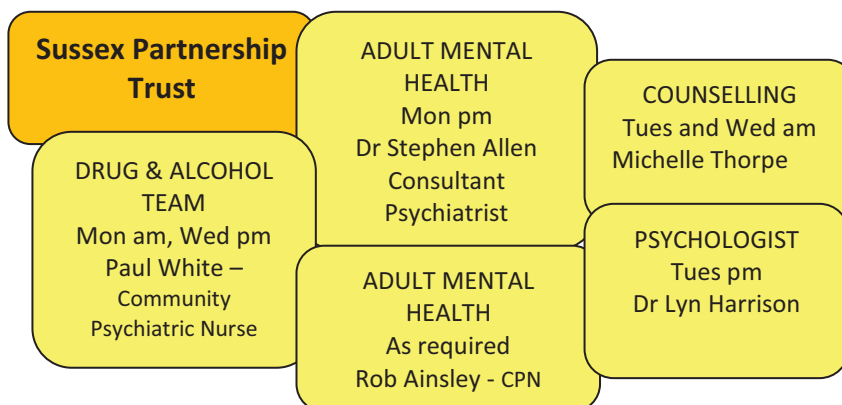 Sussex Partnership
Trust
DRUG & ALCOHOL
TEAM
Mon am, Wed pm
Paul White –
Community
Psychiatric Nurse
ADULT MENTAL
HEALTH
Mon pm
Dr Stephen Allen
Consultant
Psychiatrist
ADULT MENTAL
HEALTH
As required
Rob Ainsley - CPN
COUNSELLING
Tues and Wed am
Michelle Thorpe
PSYCHOLOGIST
Tues pm
Dr Lyn Harrison